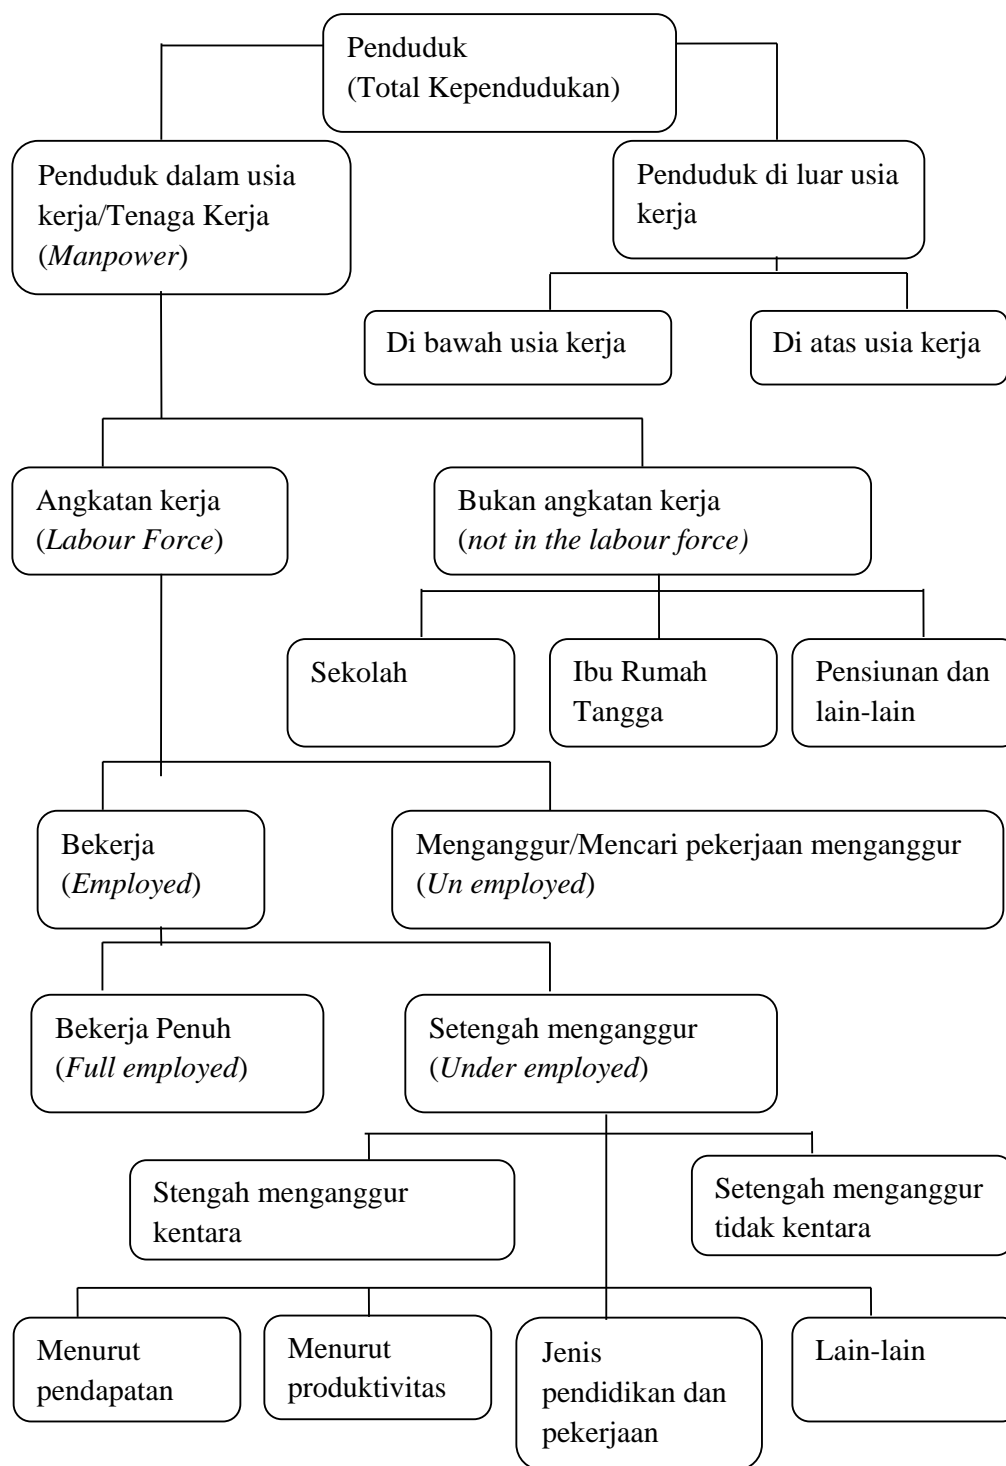 Penduduk
(Total Kependudukan)
Penduduk dalam usia
kerja/Tenaga Kerja
(Manpower)
Penduduk di luar usia
kerja
Di bawah usia kerja
Di atas usia kerja
Angkatan kerja
(Labour Force)
Bukan angkatan kerja
(not in the labour force)
Sekolah
Ibu Rumah
Tangga
Pensiunan dan
lain-lain
Bekerja
(Employed)
Menganggur/Mencari pekerjaan menganggur
(Un employed)
Bekerja Penuh
(Full employed)
Setengah menganggur
(Under employed)
Stengah menganggur
kentara
Setengah menganggur
tidak kentara
Menurut
pendapatan
Menurut
produktivitas
Jenis
pendidikan dan
pekerjaan
Lain-lain